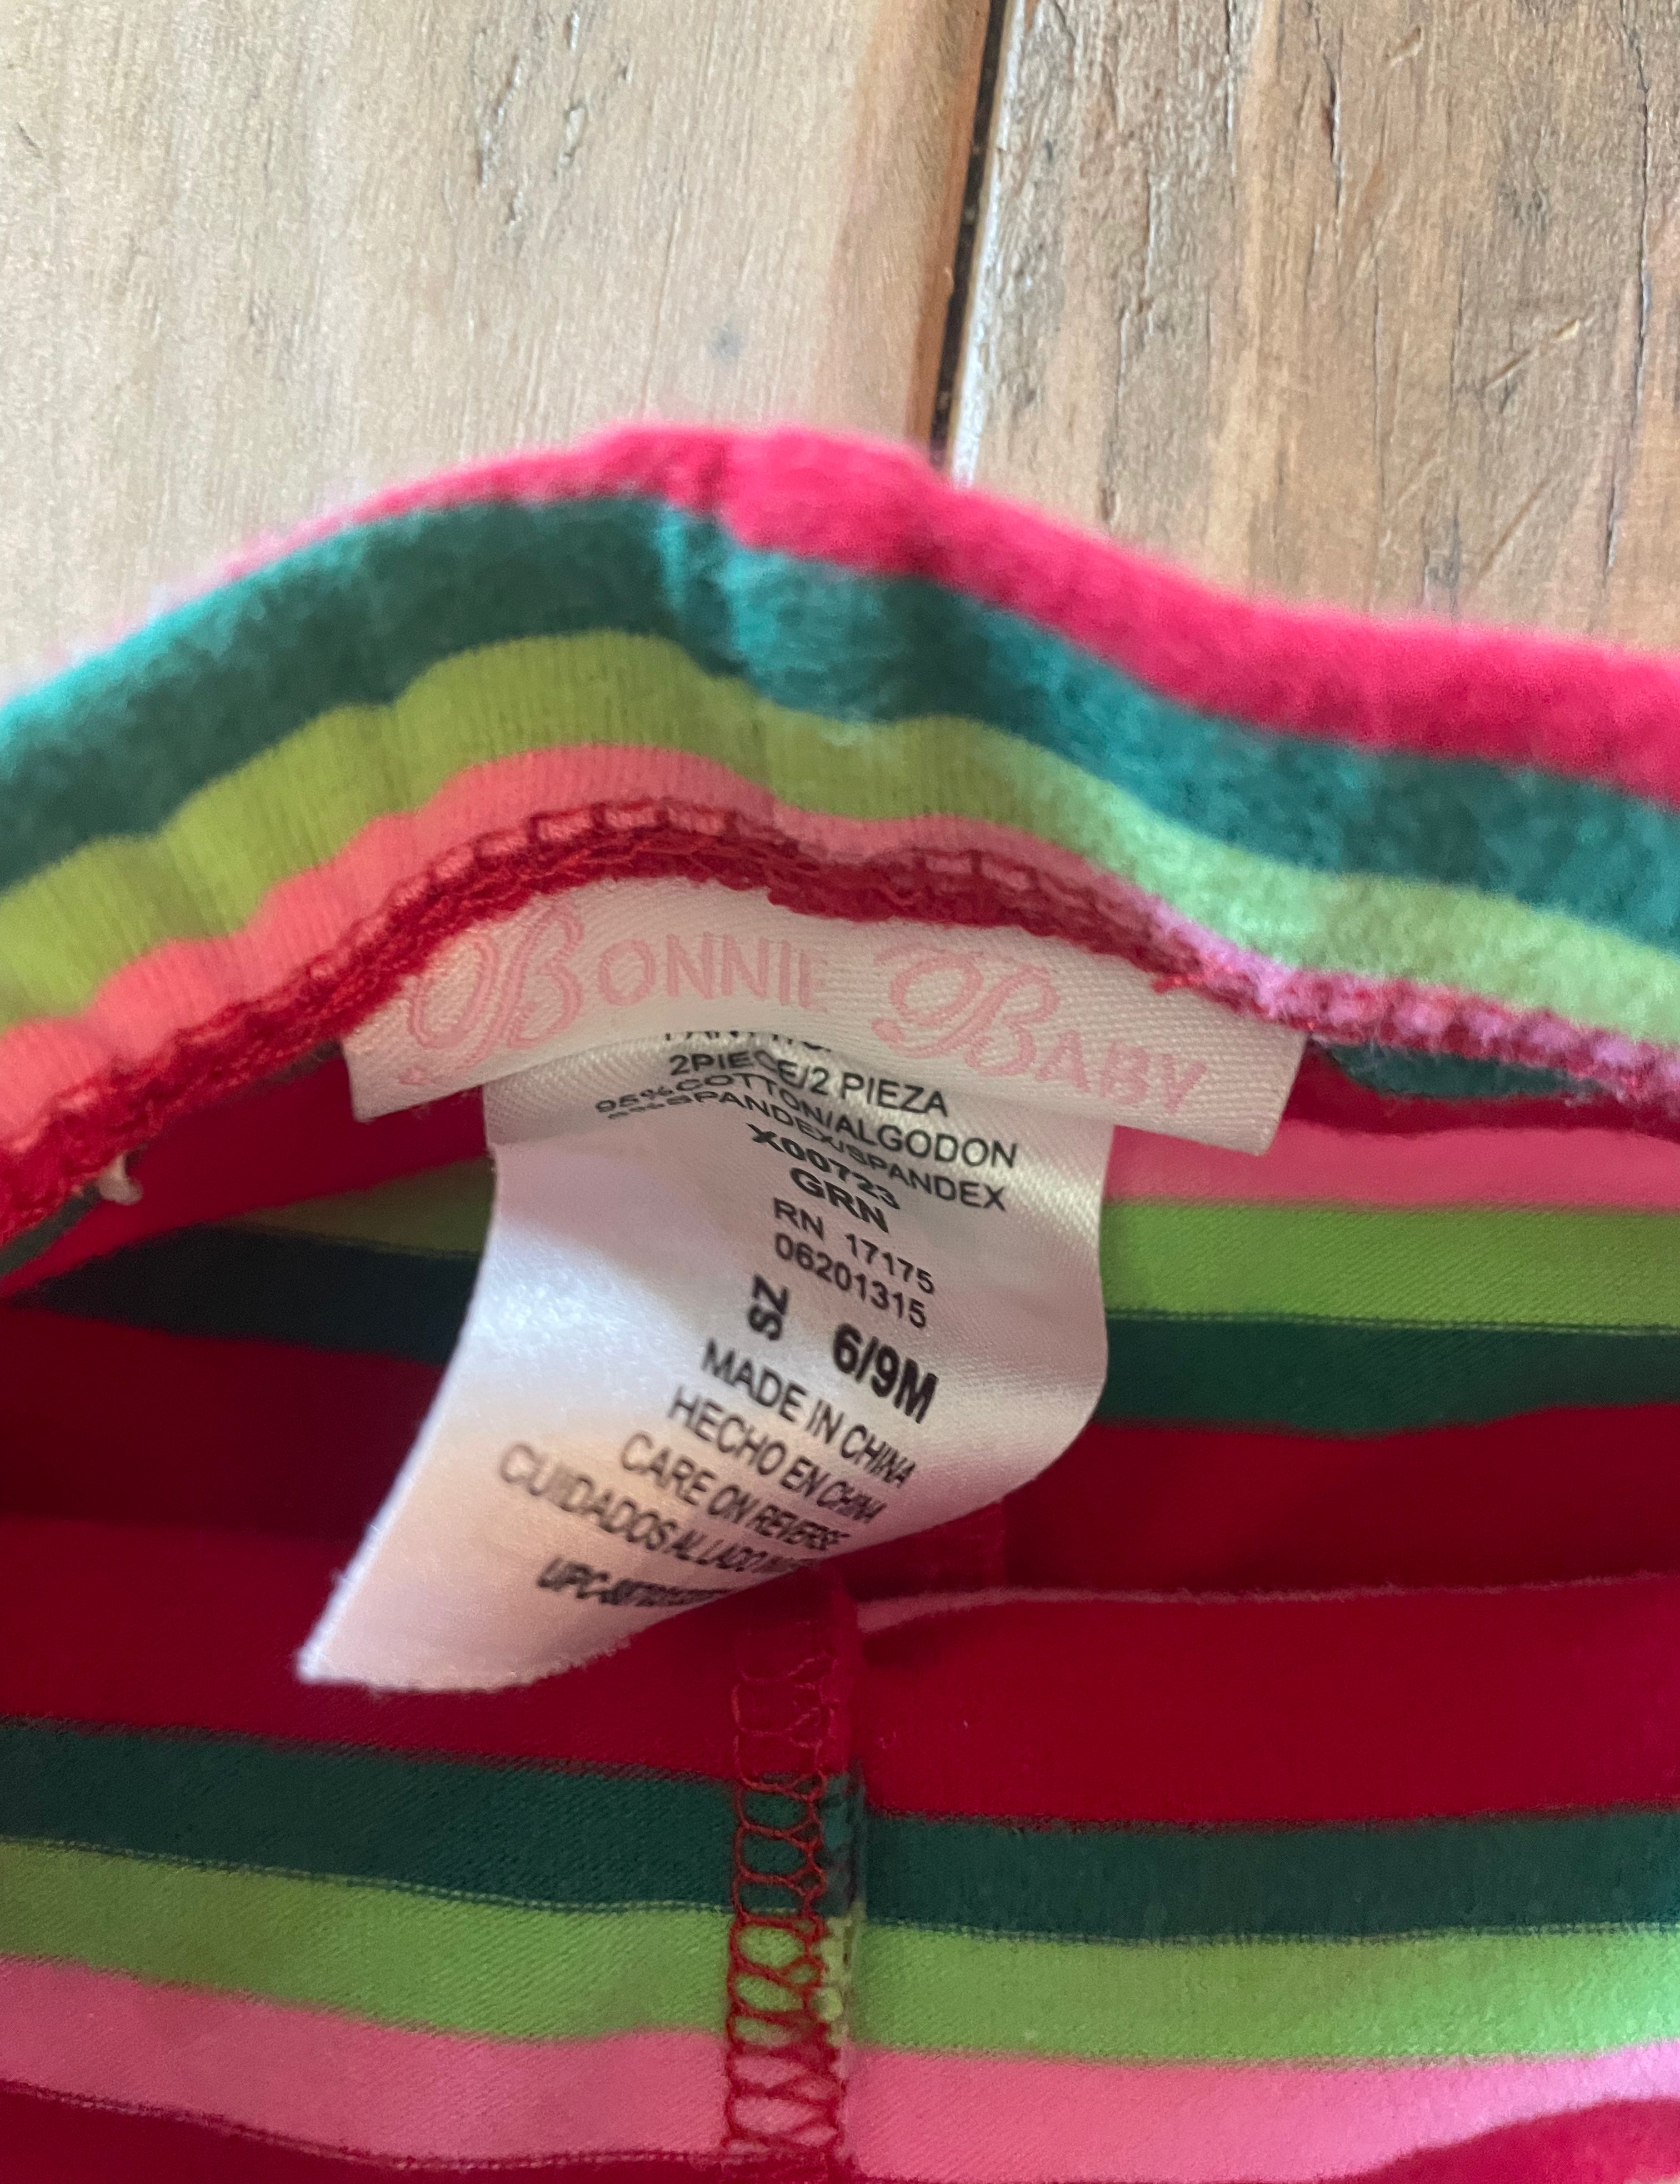 BONNIE BABY
2PIECE/2 PIEZA
95%COTTON/ALGODON
5%SPANDEX/SPANDEX
X00723
GRN
RN 17175
06201315
SZ 6/9M
MADE IN CHINA
HECHO EN CHINA
CARE ON REVERSE
CUIDADOS AL LADO